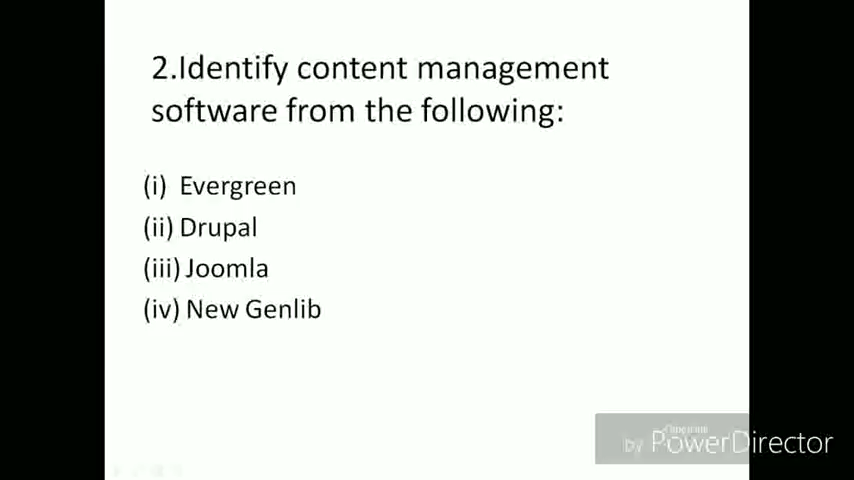 2.Identify content management
software from the following:
(i) Evergreen
(ii) Drupal
(iii) Joomla
(iv) New Genlib
by PowerDirector